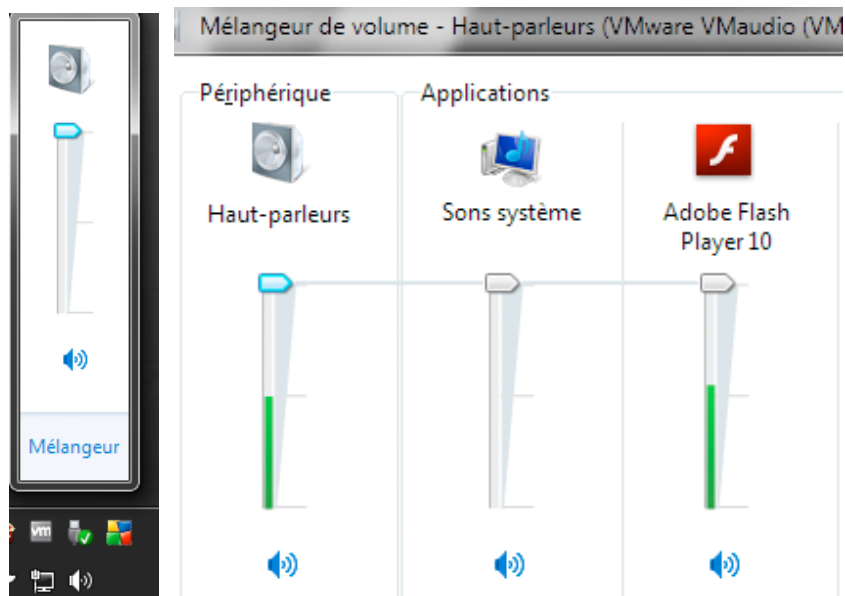 Mélangeur
vm
Mélangeur de volume - Haut-parleurs (VMware VMaudio (VM
Périphérique
Applications
Haut-parleurs
Sons système
Adobe Flash
Player 10